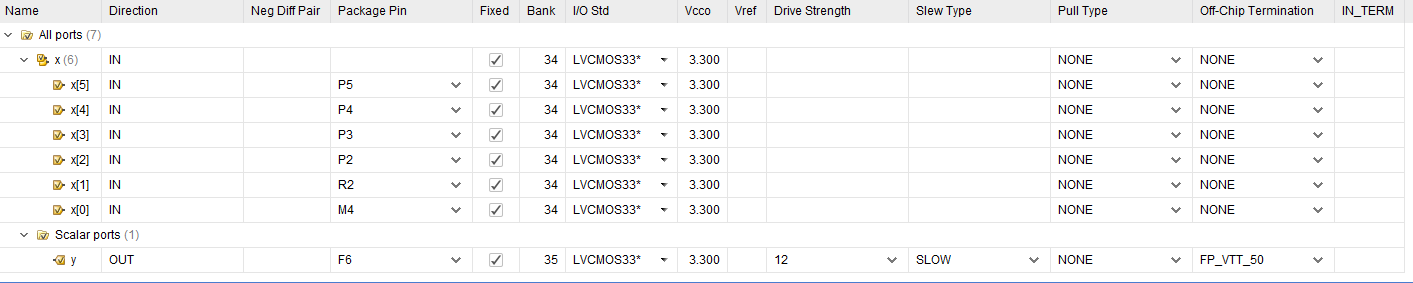 Name Direction Neg Diff Pair Package Pin Fixed Bank I/O Std Vcco Vref Drive Strength Slew Type Pull Type Off-Chip Termination IN_TERM
All ports (7)
x (6) IN 34 LVCMOS33* 3.300 NONE NONE
x[5] IN P5 34 LVCMOS33* 3.300 NONE NONE
x[4] IN P4 34 LVCMOS33* 3.300 NONE NONE
x[3] IN P3 34 LVCMOS33* 3.300 NONE NONE
x[2] IN P2 34 LVCMOS33* 3.300 NONE NONE
x[1] IN R2 34 LVCMOS33* 3.300 NONE NONE
x[0] IN M4 34 LVCMOS33* 3.300 NONE NONE
Scalar ports (1)
y OUT F6 35 LVCMOS33* 3.300 12 SLOW NONE FP_VTT_50